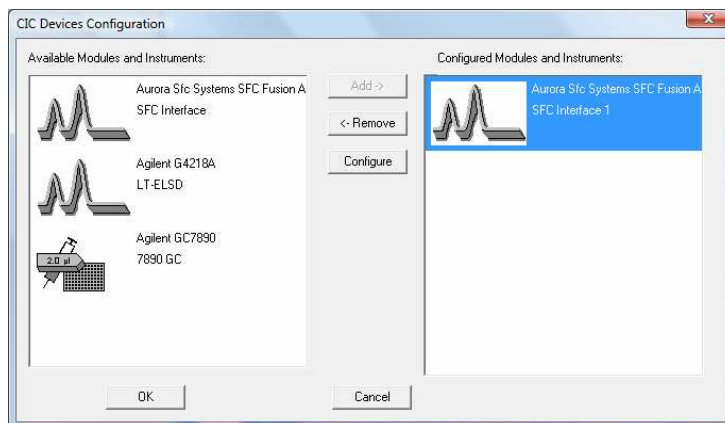 CIC Devices Configuration
Available Modules and Instruments:
Aurora Sfc Systems SFC Fusion A
SFC Interface
Agilent G4218A
LT-ELSD
2.0 µl
Agilent GC7890
7890 GC
Add ->
<- Remove
Configure
Configured Modules and Instruments:
Aurora Sfc Systems SFC Fusion A
SFC Interface 1
OK
Cancel